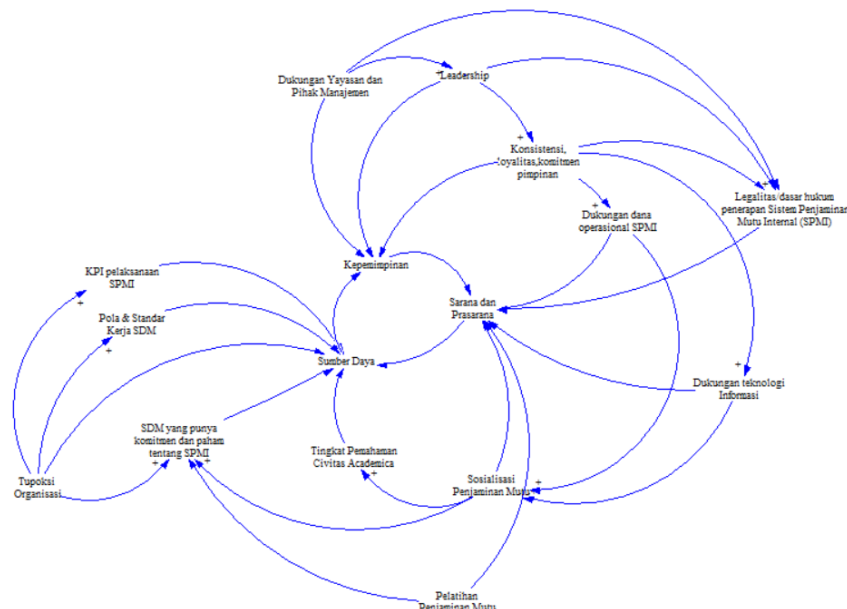 Dukungan Yayasan dan
Pihak Manajemen
Leadership
+
+
Konsistensi,
loyalitas,komitmen
pimpinan
+
Legalitas/dasar hukum
penerapan Sistem Penjaminan
Mutu Internal (SPMI)
+
Dukungan dana
operasional SPMI
Kepemimpinan
KPI pelaksanaan
SPMI
+
Sarana dan
Prasarana
Pola & Standar
Kerja SDM
+
Sumber Daya
+
Dukungan teknologi
Informasi
SDM yang punya
komitmen dan paham
tentang SPMI
+
+
Tingkat Pemahaman
Civitas Academica
+
Sosialisasi
Penjaminan Mutu
+
Tupoksi
Organisasi
Pelatihan
Penjaminan Mutu